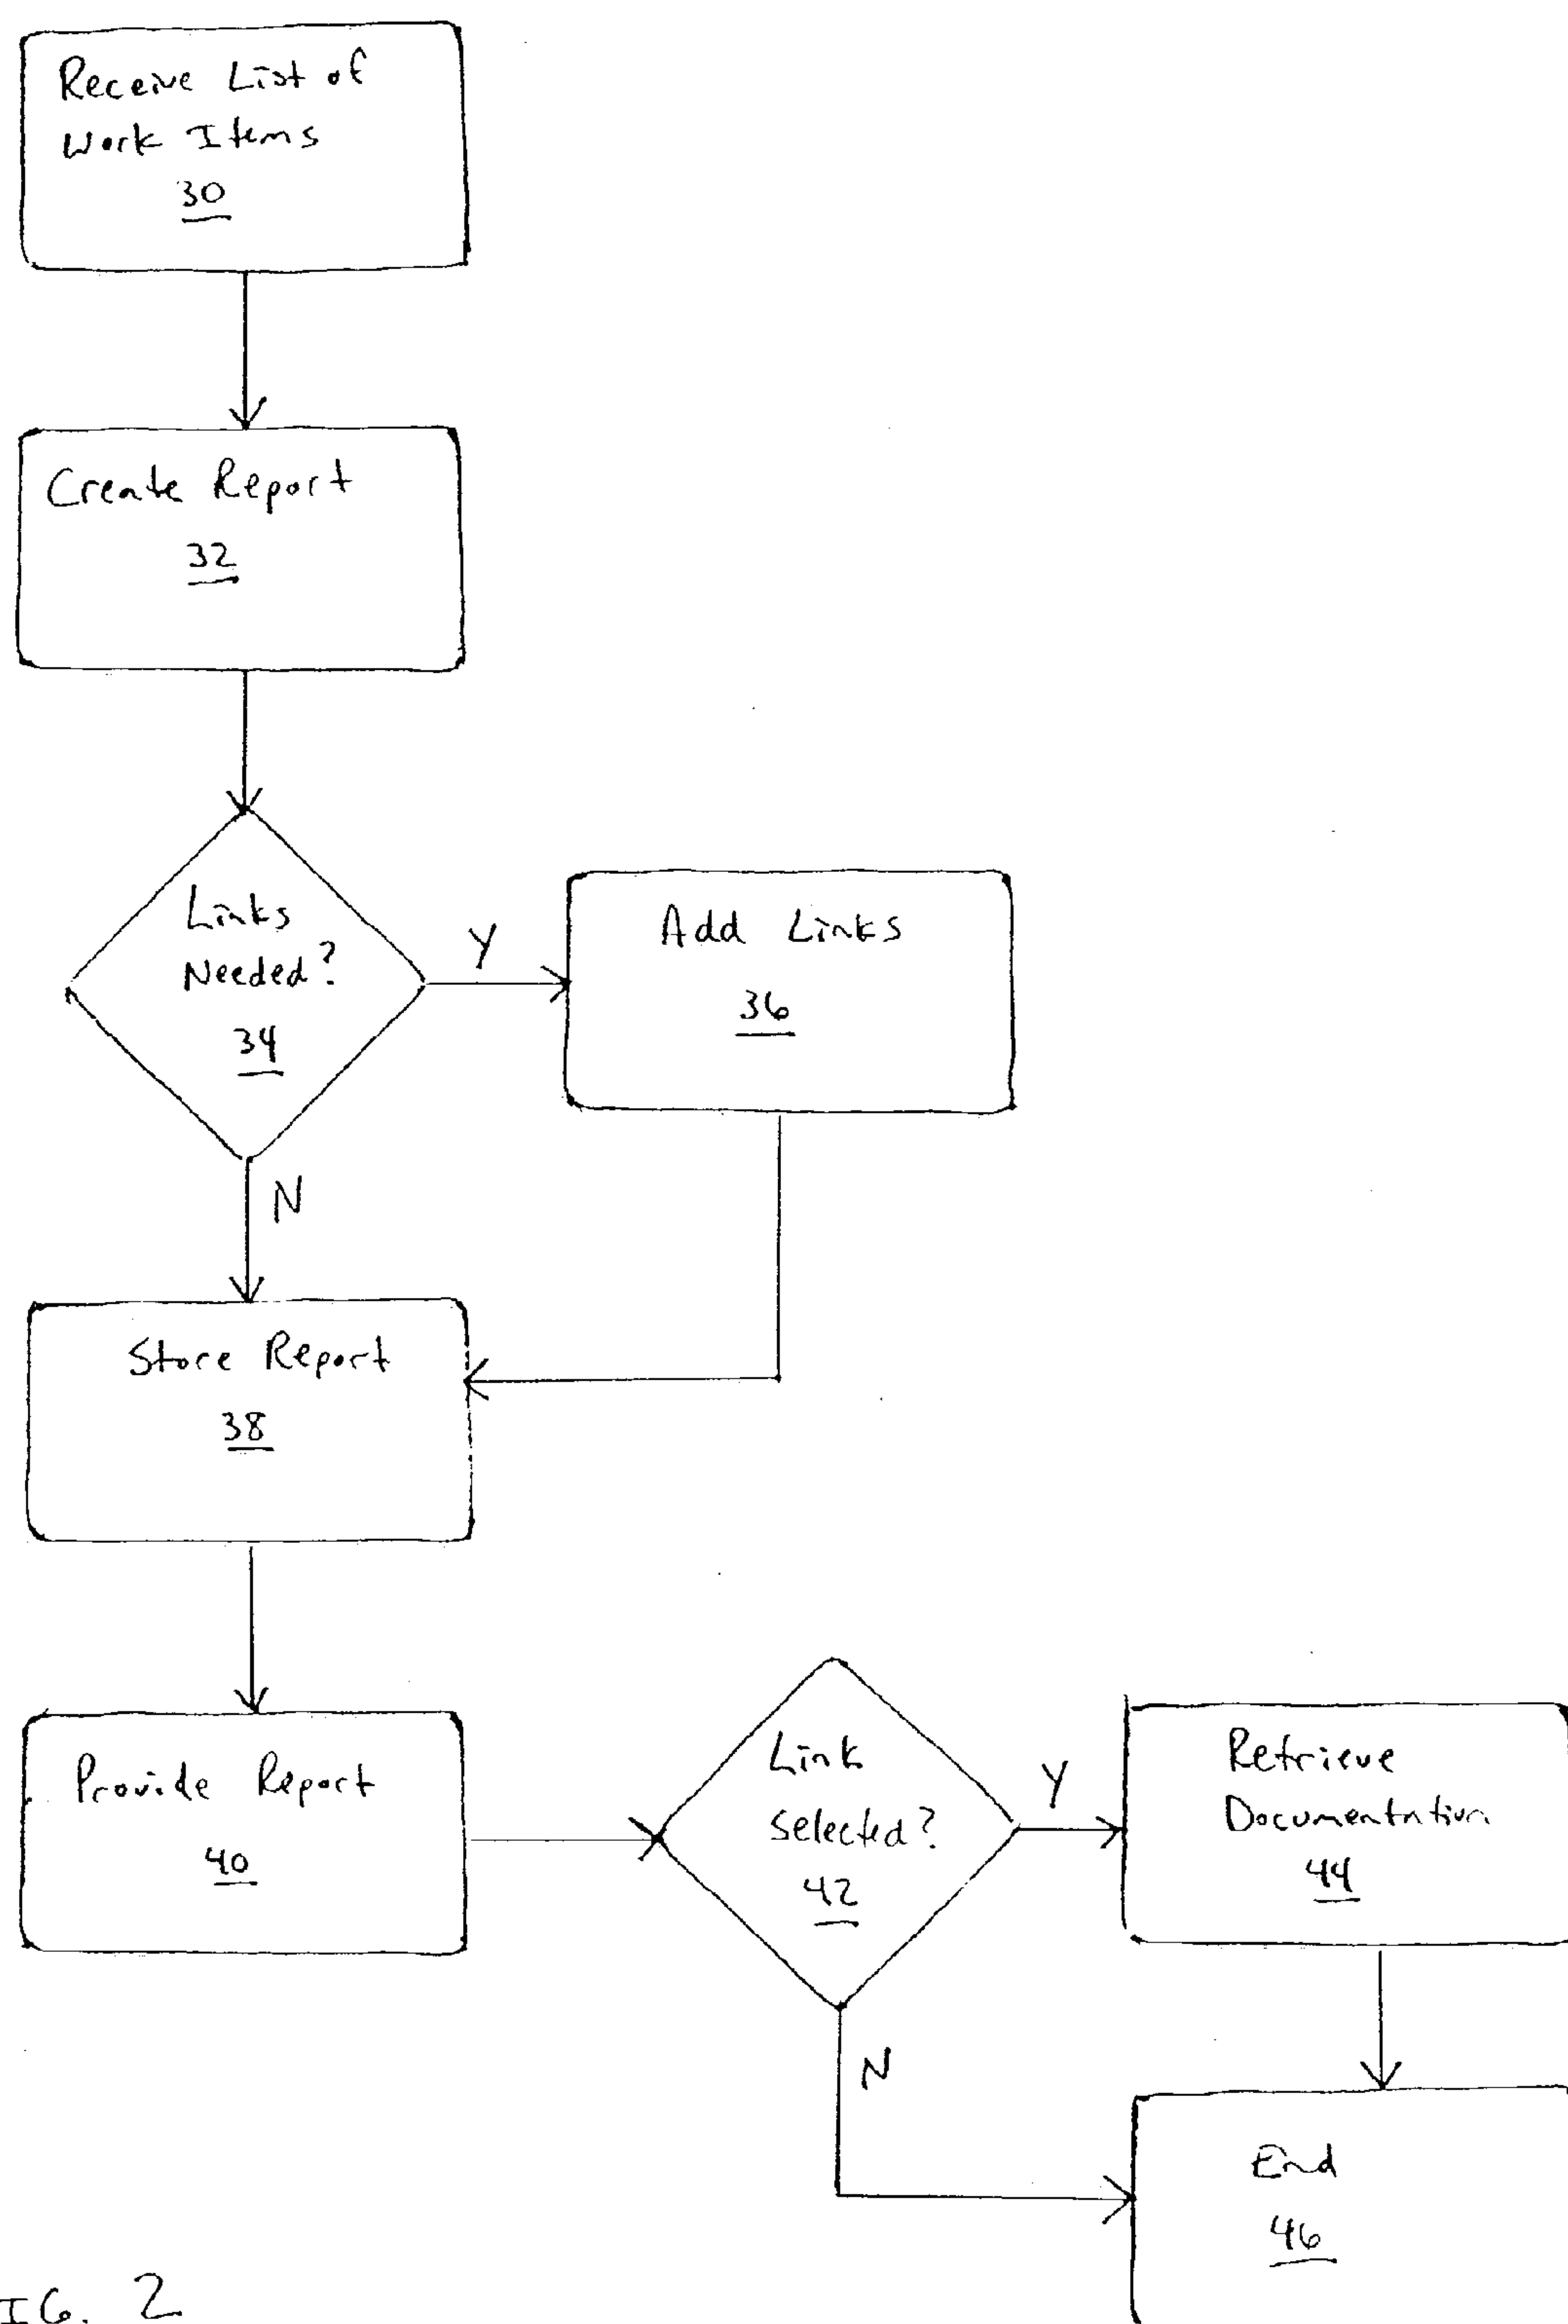 Receive List of
Work Items
30
Create Report
32
Links
Needed?
34
Y
Add Links
36
N
Store Report
38
Provide Report
40
Link
Selected?
42
Y
Retrieve
Documentation
44
N
End
46
IG. 2